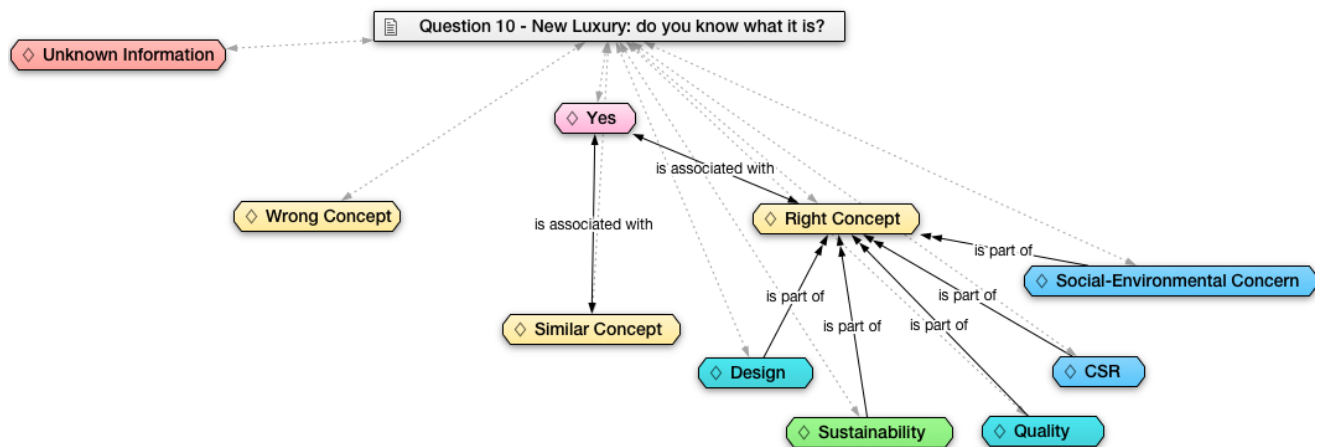 Question 10 - New Luxury: do you know what it is?
Unknown Information
Yes
is associated with
Wrong Concept
Right Concept
is associated with
is part of
Social-Environmental Concern
is part of
is part of
Similar Concept
is part of
is part of
Design
CSR
Sustainability
Quality